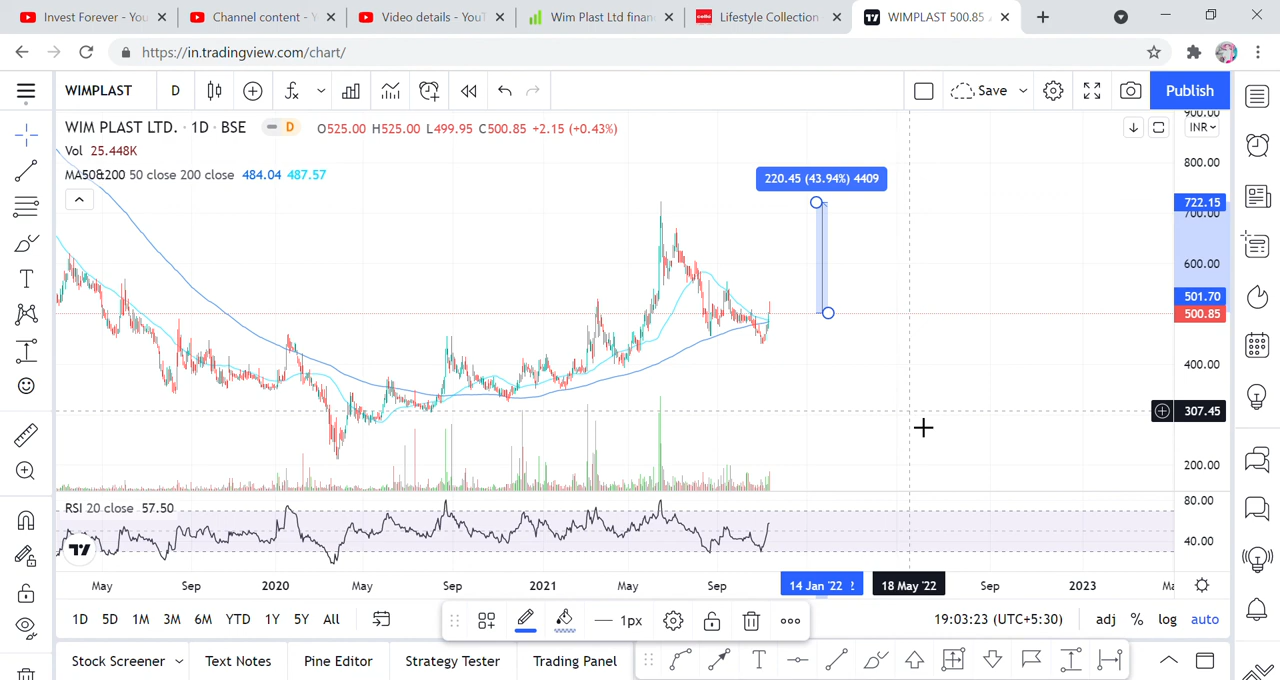 Invest Forever - You
Channel content - Y
Video details - YouT
Wim Plast Ltd finan
Lifestyle Collection
WIMPLAST 500.85
https://in.tradingview.com/chart/
WIMPLAST
D
Save
Publish
WIM PLAST LTD. · 1D · BSE
D
O525.00 H525.00 L499.95 C500.85 +2.15 (+0.43%)
INR
Vol 25.448K
MA50&200 50 close 200 close 484.04 487.57
220.45 (43.94%) 4409
900.00
800.00
722.15
700.00
600.00
501.70
500.85
400.00
307.45
200.00
RSI 20 close 57.50
80.00
40.00
May Sep 2020 May Sep 2021 May Sep 14 Jan '22 18 May '22 Sep 2023 Ma
1D 5D 1M 3M 6M YTD 1Y 5Y All
1px
19:03:23 (UTC+5:30)
adj % log auto
Stock Screener
Text Notes
Pine Editor
Strategy Tester
Trading Panel